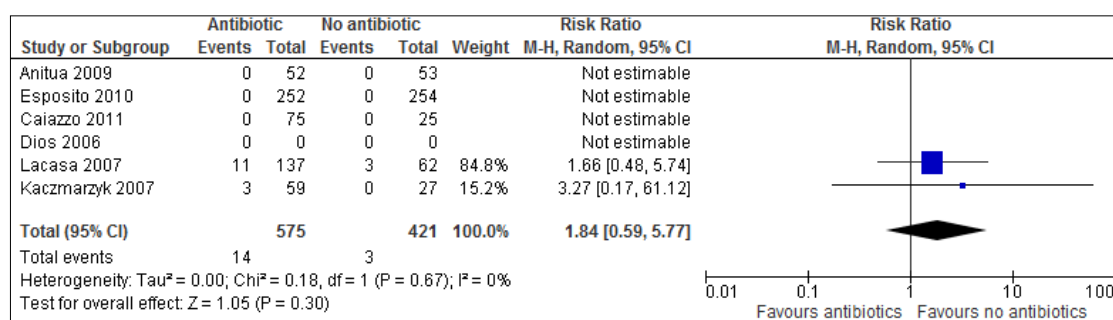 Antibiotic No antibiotic Risk Ratio Risk Ratio
Study or Subgroup Events Total Events Total Weight M-H, Random, 95% CI M-H, Random, 95% CI
Anitua 2009 0 52 0 53 Not estimable
Esposito 2010 0 252 0 254 Not estimable
Caiazzo 2011 0 75 0 25 Not estimable
Dios 2006 0 0 0 0 Not estimable
Lacasa 2007 11 137 3 62 84.8% 1.66 [0.48, 5.74]
Kaczmarzyk 2007 3 59 0 27 15.2% 3.27 [0.17, 61.12]
Total (95% CI) 575 421 100.0% 1.84 [0.59, 5.77]
Total events 14 3
Heterogeneity: Tau² = 0.00; Chi² = 0.18, df = 1 (P = 0.67); I² = 0%
Test for overall effect: Z = 1.05 (P = 0.30)
0.01 0.1 1 10 100
Favours antibiotics Favours no antibiotics